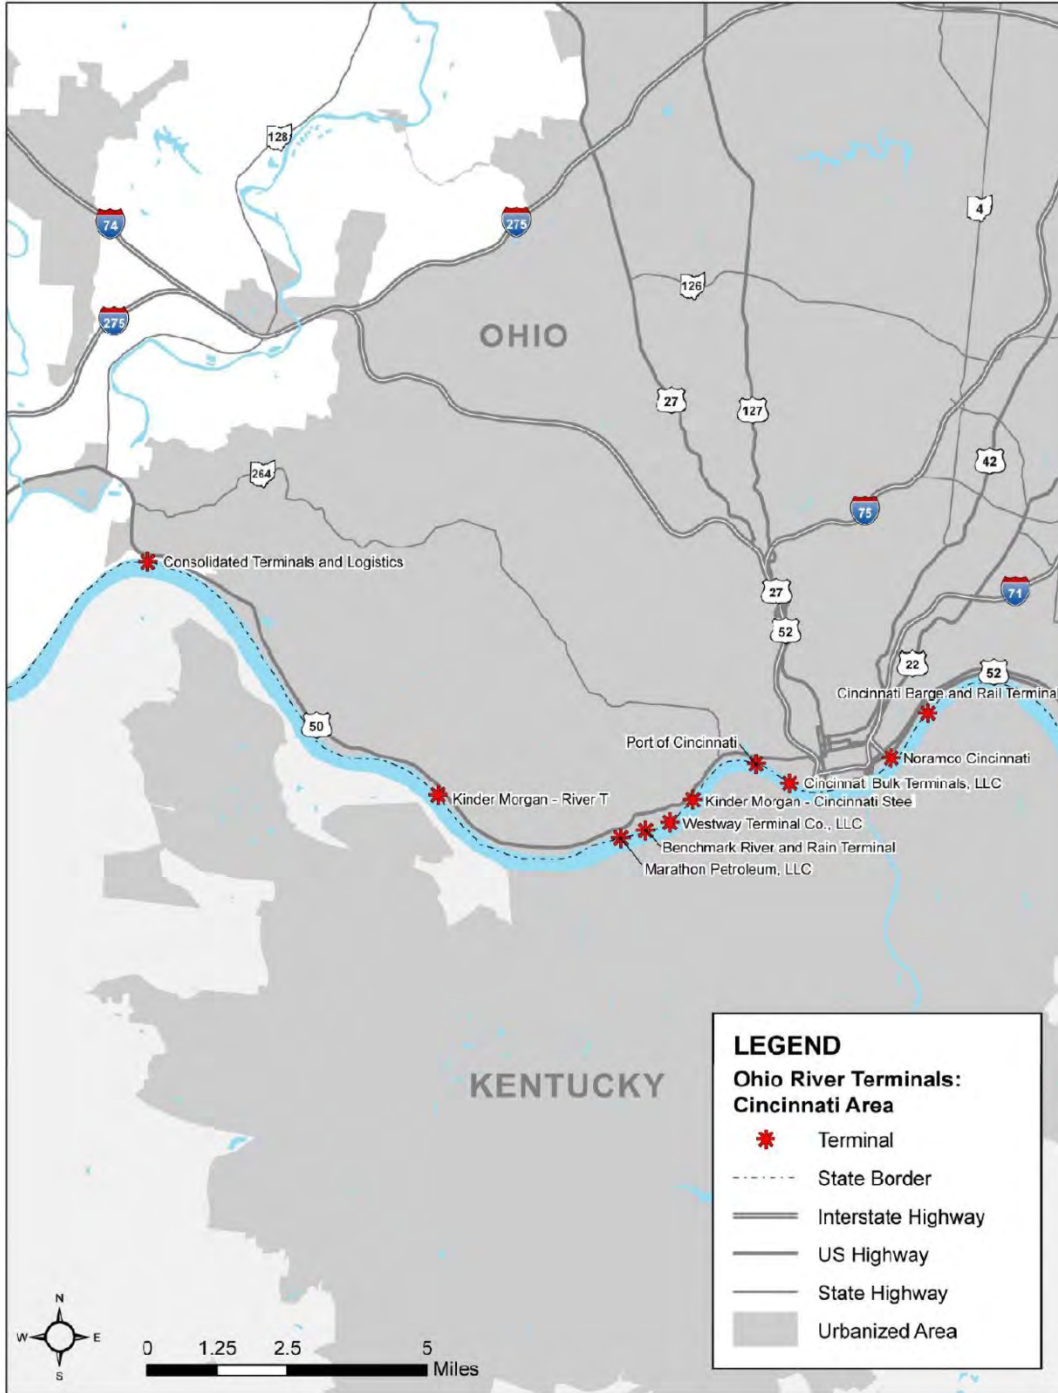 128
74
275
4
126
275
OHIO
27
127
42
264
75
Consolidated Terminals and Logistics
27
71
52
22
52
Cincinnati Barge and Rail Terminal
50
Port of Cincinnati
Noramco Cincinnati
Cincinnat Bulk Terminals, LLC
Kinder Morgan - River T
Kinder Morgan - Cincinnati Stee
Westway Terminal Co., LLC
Benchmark River and Rain Terminal
Marathon Petroleum, LLC
KENTUCKY
LEGEND
Ohio River Terminals:
Cincinnati Area
Terminal
State Border
Interstate Highway
US Highway
State Highway
Urbanized Area
N
W E
S
0 1.25 2.5 5
Miles